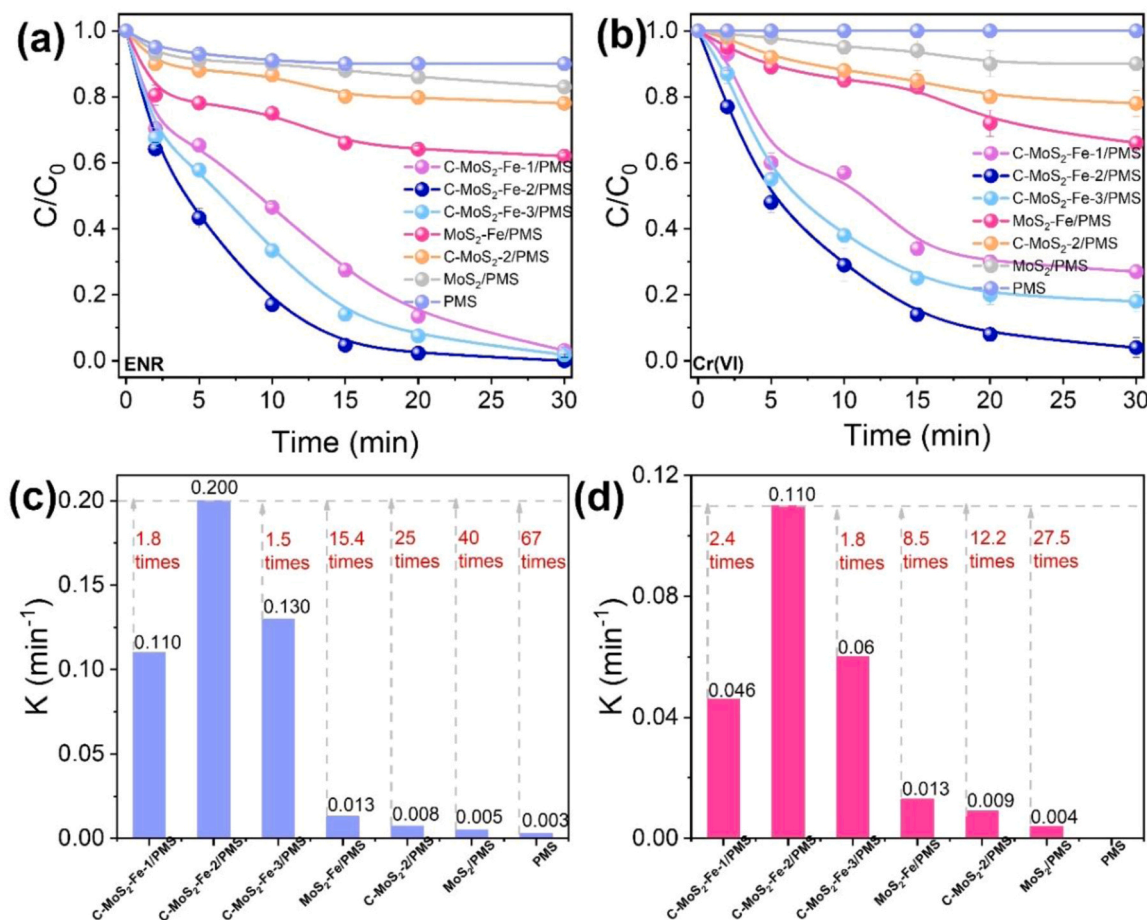 (a)
1.0
0.8
0.6
0.4
0.2
0.0
C/C₀
0 5 10 15 20 25 30
Time (min)
ENR
C-MoS₂-Fe-1/PMS
C-MoS₂-Fe-2/PMS
C-MoS₂-Fe-3/PMS
MoS₂-Fe/PMS
C-MoS₂-2/PMS
MoS₂/PMS
PMS
(b)
1.0
0.8
0.6
0.4
0.2
0.0
C/C₀
0 5 10 15 20 25 30
Time (min)
Cr(VI)
C-MoS₂-Fe-1/PMS
C-MoS₂-Fe-2/PMS
C-MoS₂-Fe-3/PMS
MoS₂-Fe/PMS
C-MoS₂-2/PMS
MoS₂/PMS
PMS
(c)
0.20
0.15
0.10
0.05
0.00
K (min⁻¹)
0.110
0.200
0.130
0.013
0.008
0.005
0.003
1.8
times
1.5
times
15.4
times
25
times
40
times
67
times
C-MoS₂-Fe-1/PMS
C-MoS₂-Fe-2/PMS
C-MoS₂-Fe-3/PMS
MoS₂-Fe/PMS
C-MoS₂-2/PMS
MoS₂/PMS
PMS
(d)
0.12
0.08
0.04
0.00
K (min⁻¹)
0.046
0.110
0.06
0.013
0.009
0.004
2.4
times
1.8
times
8.5
times
12.2
times
27.5
times
C-MoS₂-Fe-1/PMS
C-MoS₂-Fe-2/PMS
C-MoS₂-Fe-3/PMS
MoS₂-Fe/PMS
C-MoS₂-2/PMS
MoS₂/PMS
PMS